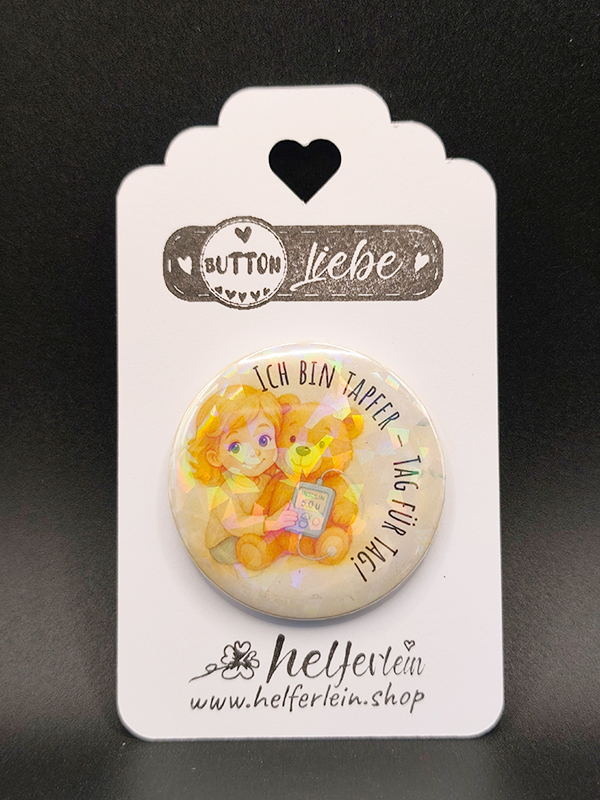 BUTTON Liebe
ICH BIN TAPFER – TAG FÜR TAG!
helferlein
www.helferlein.shop